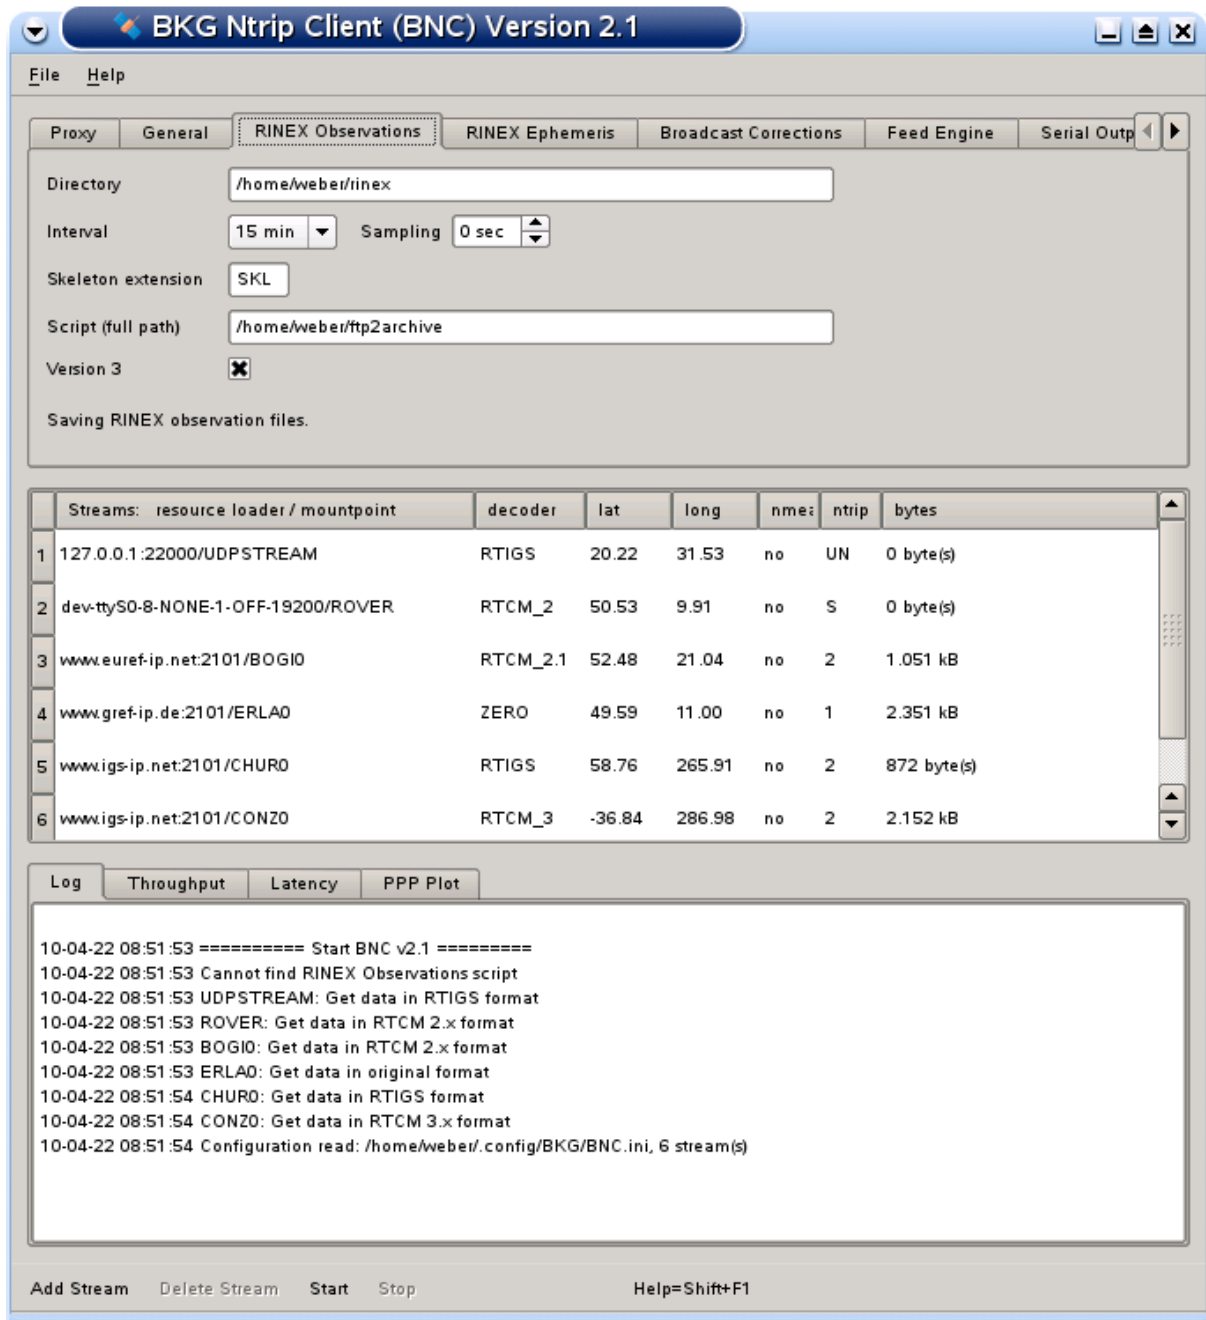 BKG Ntrip Client (BNC) Version 2.1
File Help
Proxy General RINEX Observations RINEX Ephemeris Broadcast Corrections Feed Engine Serial Outp
Directory /home/weber/rinex
Interval 15 min Sampling 0 sec
Skeleton extension SKL
Script (full path) /home/weber/ftp2archive
Version 3
Saving RINEX observation files.
Streams: resource loader / mountpoint decoder lat long nmea ntrip bytes
1 127.0.0.1:22000/UDPSTREAM RTIGS 20.22 31.53 no UN 0 byte(s)
2 dev-ttyS0-8-NONE-1-OFF-19200/ROVER RTCM_2 50.53 9.91 no S 0 byte(s)
3 www.euref-ip.net:2101/BOGI0 RTCM_2.1 52.48 21.04 no 2 1.051 kB
4 www.gref-ip.de:2101/ERLA0 ZERO 49.59 11.00 no 1 2.351 kB
5 www.igs-ip.net:2101/CHUR0 RTIGS 58.76 265.91 no 2 872 byte(s)
6 www.igs-ip.net:2101/CONZ0 RTCM_3 -36.84 286.98 no 2 2.152 kB
Log Throughput Latency PPP Plot
10-04-22 08:51:53 ========== Start BNC v2.1 =========
10-04-22 08:51:53 Cannot find RINEX Observations script
10-04-22 08:51:53 UDPSTREAM: Get data in RTIGS format
10-04-22 08:51:53 ROVER: Get data in RTCM 2.x format
10-04-22 08:51:53 BOGI0: Get data in RTCM 2.x format
10-04-22 08:51:53 ERLA0: Get data in original format
10-04-22 08:51:54 CHUR0: Get data in RTIGS format
10-04-22 08:51:54 CONZ0: Get data in RTCM 3.x format
10-04-22 08:51:54 Configuration read: /home/weber/.config/BKG/BNC.ini, 6 stream(s)
Add Stream Delete Stream Start Stop Help=Shift+F1